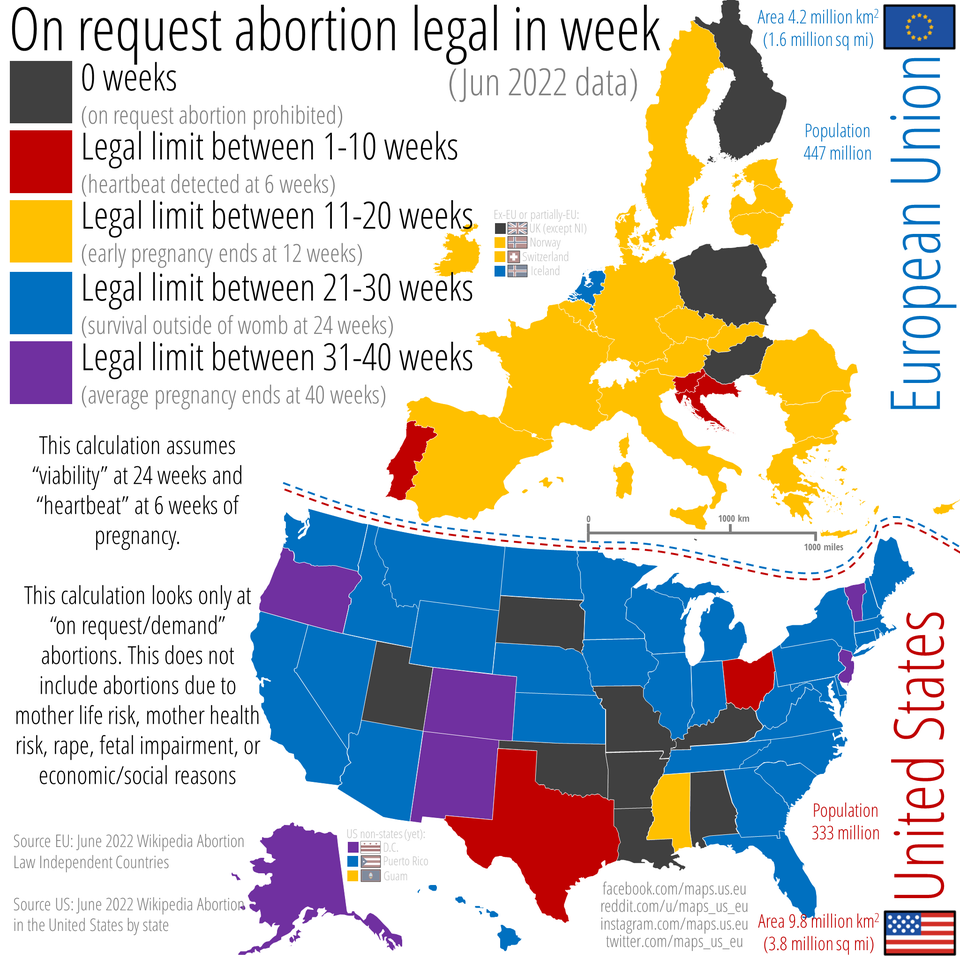 On request abortion legal in week
(Jun 2022 data)
0 weeks
(on request abortion prohibited)
Legal limit between 1-10 weeks
(heartbeat detected at 6 weeks)
Legal limit between 11-20 weeks
(early pregnancy ends at 12 weeks)
Legal limit between 21-30 weeks
(survival outside of womb at 24 weeks)
Legal limit between 31-40 weeks
(average pregnancy ends at 40 weeks)
Area 4.2 million km²
(1.6 million sq mi)
Population
447 million
European Union
Ex-EU or partially-EU:
UK (except NI)
Norway
Switzerland
Iceland
This calculation assumes
“viability” at 24 weeks and
“heartbeat” at 6 weeks of
pregnancy.
This calculation looks only at
“on request/demand”
abortions. This does not
include abortions due to
mother life risk, mother health
risk, rape, fetal impairment, or
economic/social reasons
0
1000 km
1000 miles
United States
Population
333 million
Source EU: June 2022 Wikipedia Abortion
Law Independent Countries
Source US: June 2022 Wikipedia Abortion
in the United States by state
US non-states (yet):
D.C.
Puerto Rico
Guam
facebook.com/maps.us.eu
reddit.com/u/maps_us_eu
instagram.com/maps.us.eu
twitter.com/maps_us_eu
Area 9.8 million km²
(3.8 million sq mi)